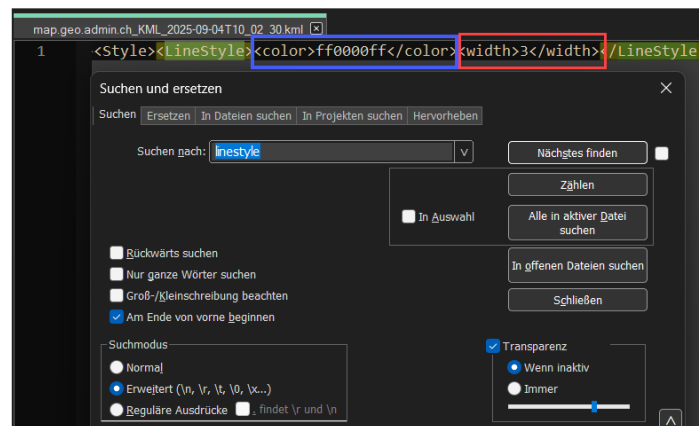 map.geo.admin.ch_KML_2025-09-04T10_02_30.kml
1 <Style><LineStyle><color>ff0000ff</color><width>3</width></LineStyle
Suchen und ersetzen
Suchen Ersetzen In Dateien suchen In Projekten suchen Hervorheben
Suchen nach: linestyle Nächstes finden
Zählen
In Auswahl Alle in aktiver Datei
suchen
Rückwärts suchen
In offenen Dateien suchen
Nur ganze Wörter suchen
Groß-/Kleinschreibung beachten
Schließen
Am Ende von vorne beginnen
Suchmodus Transparenz
Normal Wenn inaktiv
Erweitert (\n, \r, \t, \0, \x...) Immer
Reguläre Ausdrücke . findet \r und \n